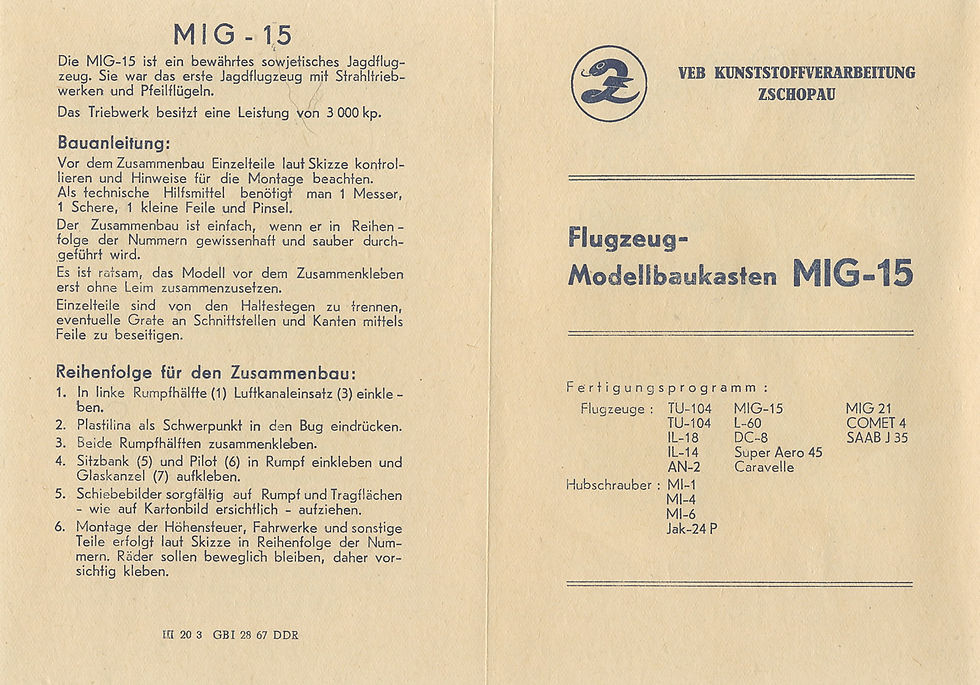 MIG - 15
Die MIG-15 ist ein bewährtes sowjetisches Jagdflug-
zeug. Sie war das erste Jagdflugzeug mit Strahltrieb-
werken und Pfeilflügeln.
Das Triebwerk besitzt eine Leistung von 3 000 kp.
Bauanleitung:
Vor dem Zusammenbau Einzelteile laut Skizze kontrol-
lieren und Hinweise für die Montage beachten.
Als technische Hilfsmittel benötigt man 1 Messer,
1 Schere, 1 kleine Feile und Pinsel.
Der Zusammenbau ist einfach, wenn er in Reihen-
folge der Nummern gewissenhaft und sauber durch-
geführt wird.
Es ist ratsam, das Modell vor dem Zusammenkleben
erst ohne Leim zusammenzusetzen.
Einzelteile sind von den Haltestegen zu trennen,
eventuelle Grate an Schnittstellen und Kanten mittels
Feile zu beseitigen.
Reihenfolge für den Zusammenbau:
1. In linke Rumpfhälfte (1) Luftkanaleinsatz (3) einkle-
ben.
2. Plastilina als Schwerpunkt in den Bug eindrücken.
3. Beide Rumpfhälften zusammenkleben.
4. Sitzbank (5) und Pilot (6) in Rumpf einkleben und
Glaskanzel (7) aufkleben.
5. Schiebebilder sorgfältig auf Rumpf und Tragflächen
- wie auf Kartonbild ersichtlich - aufziehen.
6. Montage der Höhensteuer, Fahrwerke und sonstige
Teile erfolgt laut Skizze in Reihenfolge der Num-
mern. Räder sollen beweglich bleiben, daher vor-
sichtig kleben.
III 20 3 GBI 28 67 DDR
VEB KUNSTSTOFFVERARBEITUNG
ZSCHOPAU
Flugzeug-
Modellbaukasten MIG-15
Fertigungsprogramm :
Flugzeuge : TU-104 MIG-15 MIG 21
TU-104 L-60 COMET 4
IL-18 DC-8 SAAB J 35
IL-14 Super Aero 45
AN-2 Caravelle
Hubschrauber : MI-1
MI-4
MI-6
Jak-24 P